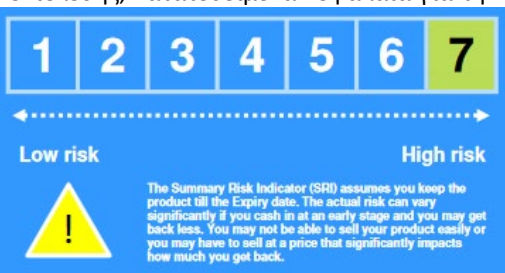 1 2 3 4 5 6 7
Low risk High risk
!
The Summary Risk Indicator (SRI) assumes you keep the
product till the Expiry date. The actual risk can vary
significantly if you cash in at an early stage and you may get
back less. You may not be able to sell your product easily or
you may have to sell at a price that significantly impacts
how much you get back.